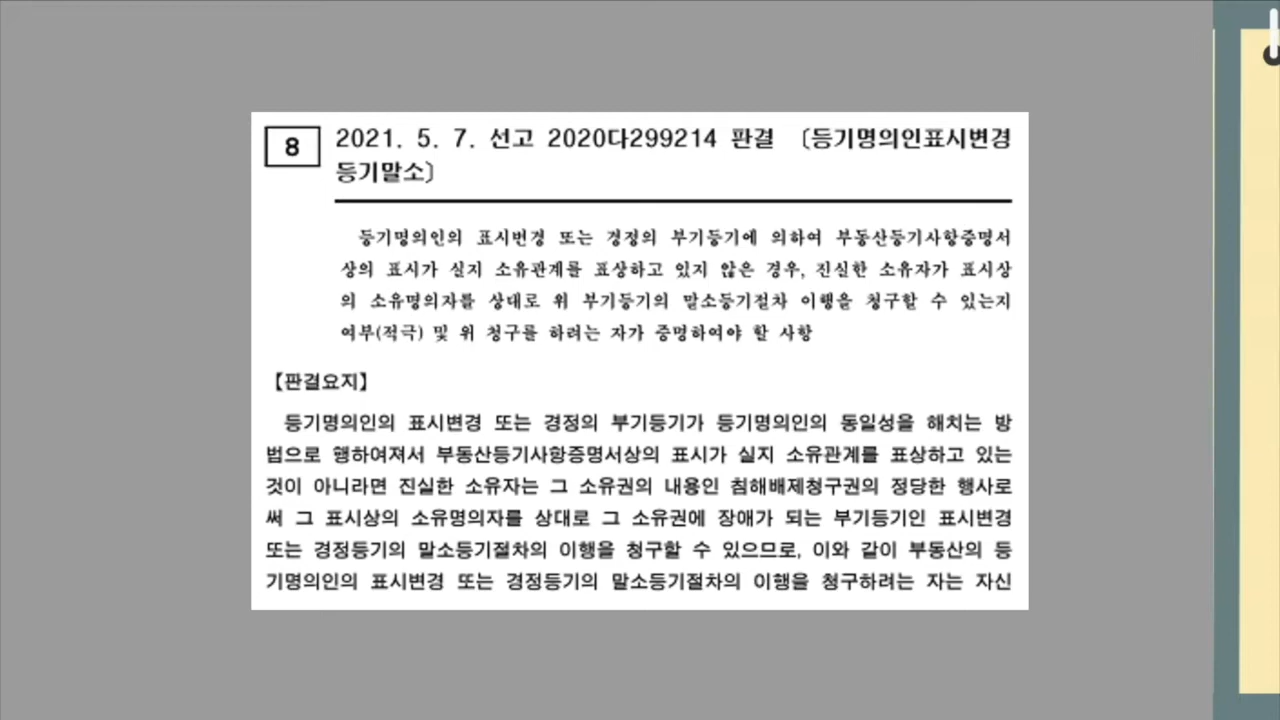 8
2021. 5. 7. 선고 2020다299214 판결 〔등기명의인표시변경
등기말소〕
등기명의인의 표시변경 또는 경정의 부기등기에 의하여 부동산등기사항증명서
상의 표시가 실지 소유관계를 표상하고 있지 않은 경우, 진실한 소유자가 표시상
의 소유명의자를 상대로 위 부기등기의 말소등기절차 이행을 청구할 수 있는지
여부(적극) 및 위 청구를 하려는 자가 증명하여야 할 사항
【판결요지】
등기명의인의 표시변경 또는 경정의 부기등기가 등기명의인의 동일성을 해치는 방
법으로 행하여져서 부동산등기사항증명서상의 표시가 실지 소유관계를 표상하고 있는
것이 아니라면 진실한 소유자는 그 소유권의 내용인 침해배제청구권의 정당한 행사로
써 그 표시상의 소유명의자를 상대로 그 소유권에 장애가 되는 부기등기인 표시변경
또는 경정등기의 말소등기절차의 이행을 청구할 수 있으므로, 이와 같이 부동산의 등
기명의인의 표시변경 또는 경정등기의 말소등기절차의 이행을 청구하려는 자는 자신